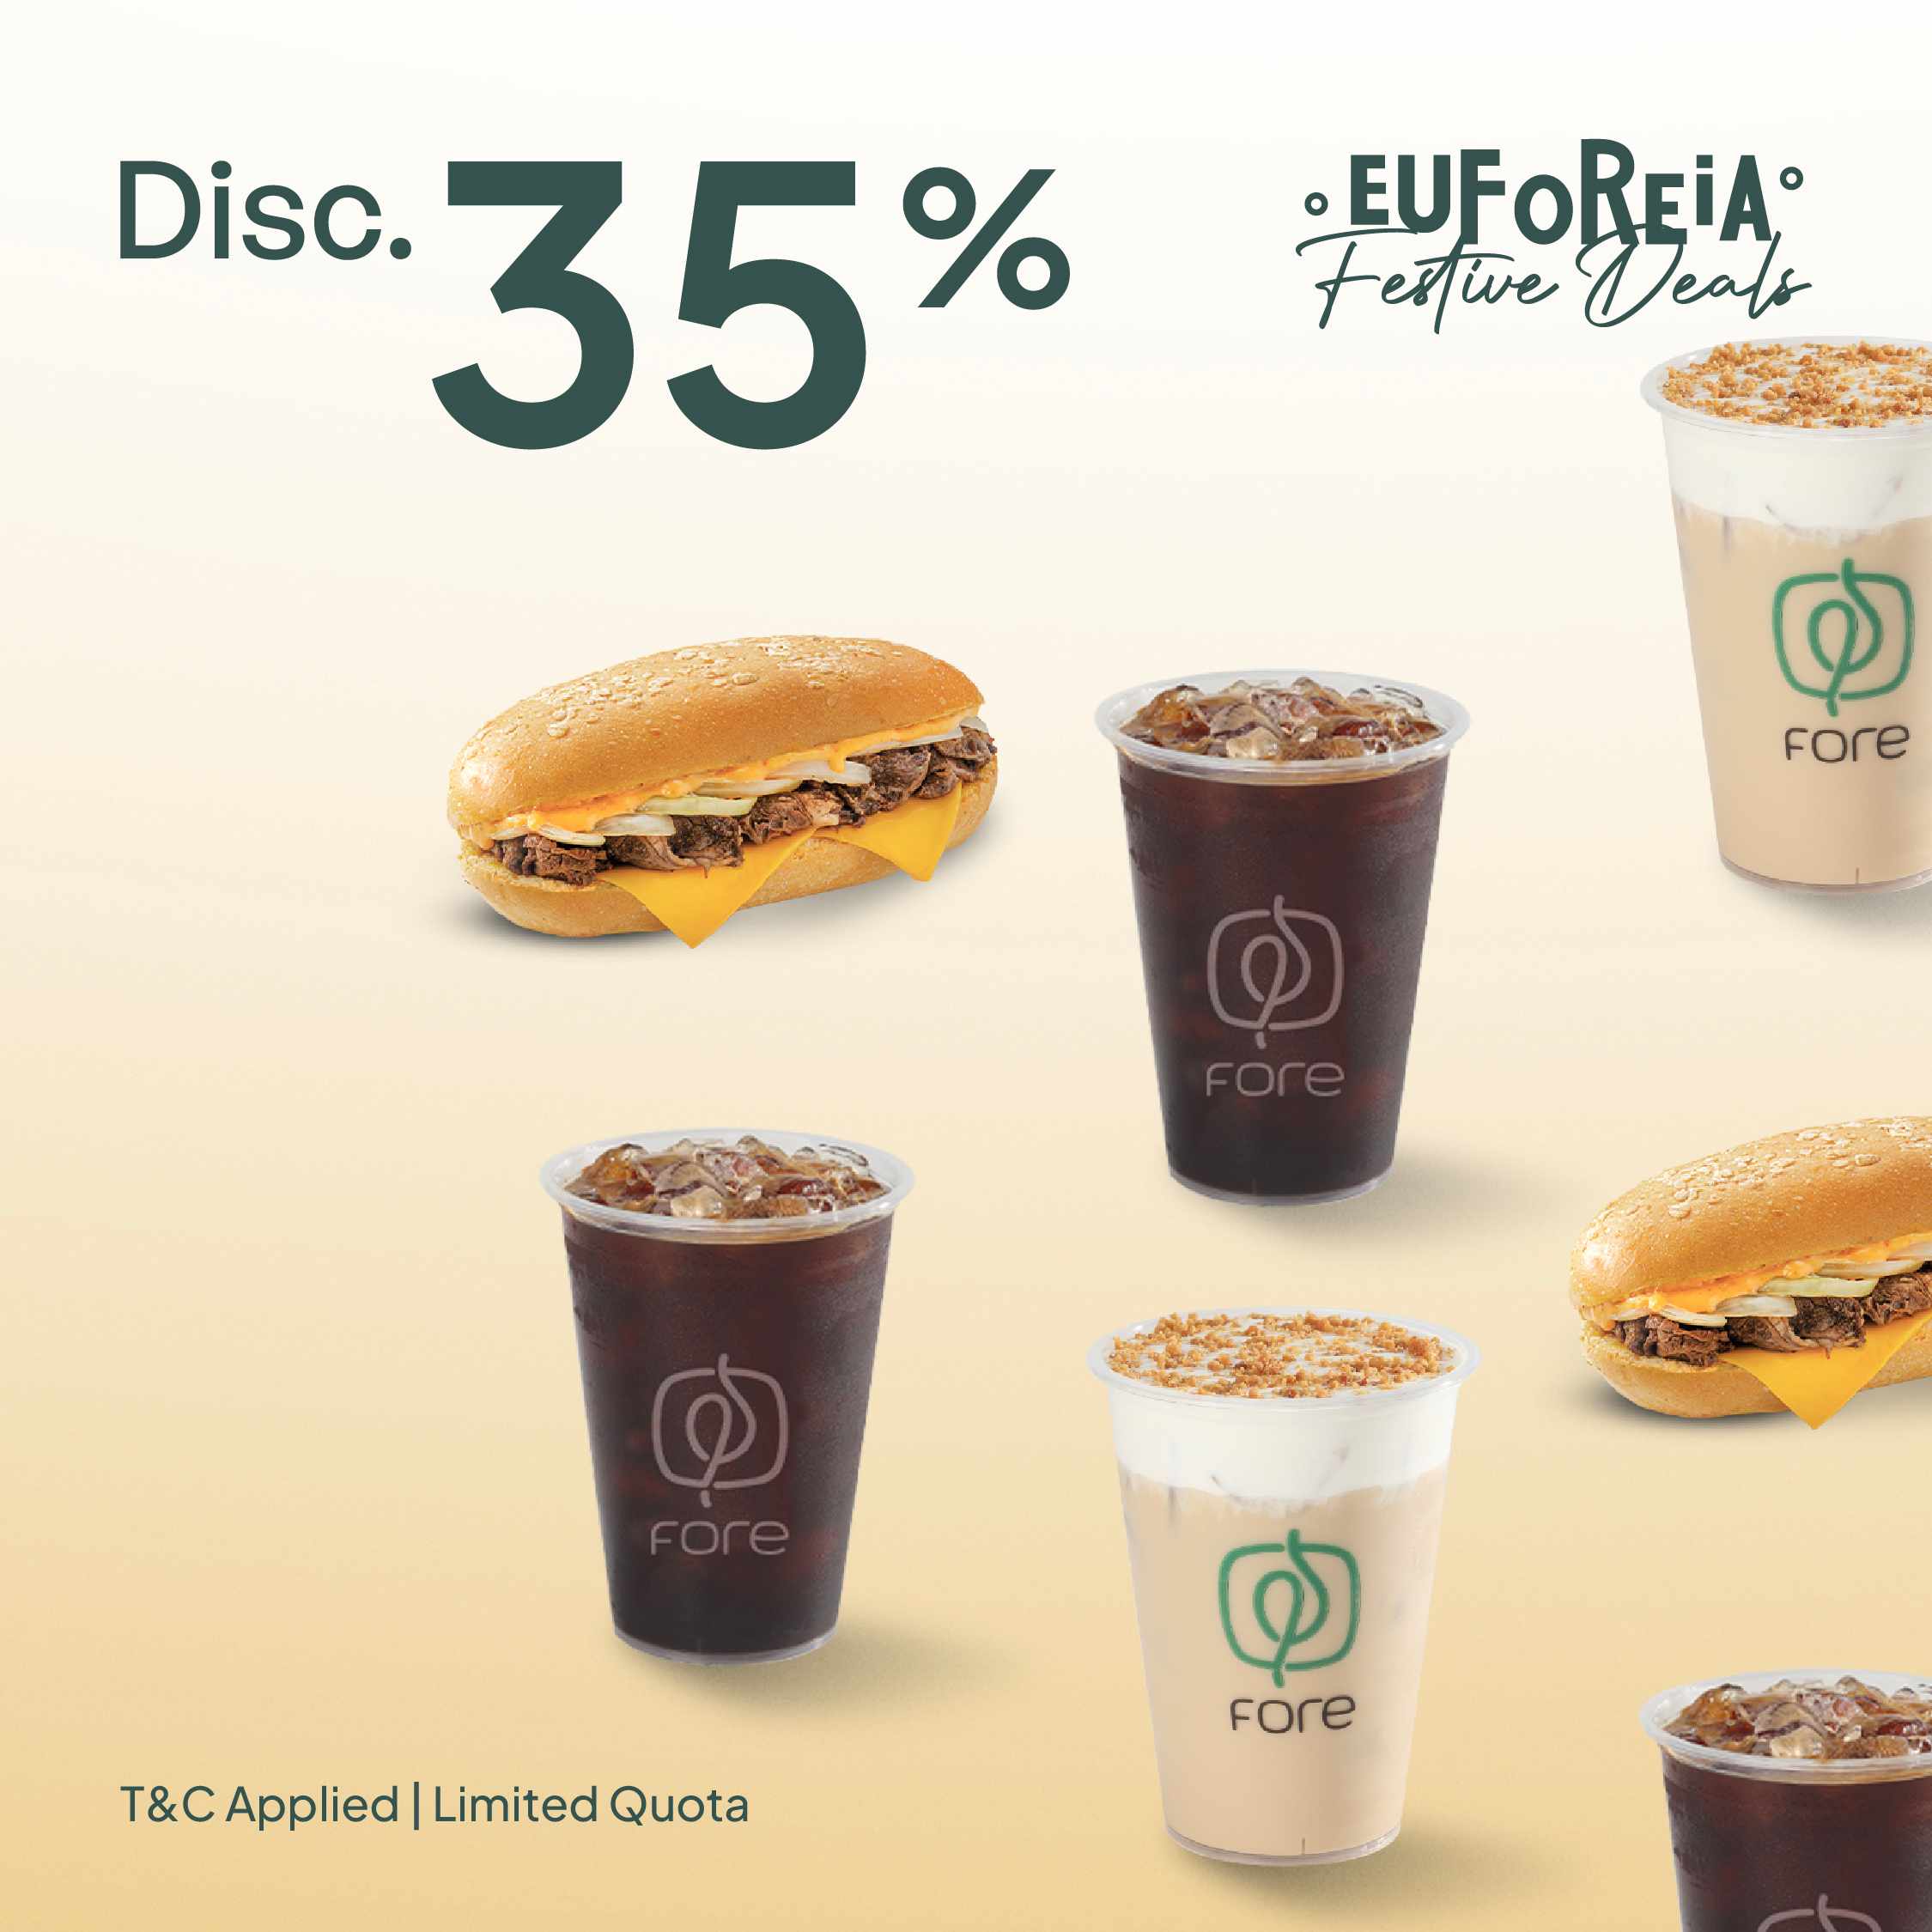 Disc. 35%
EUFOREiA
Festive Deals
FORE
FORE
FORE
FORE
T&C Applied | Limited Quota